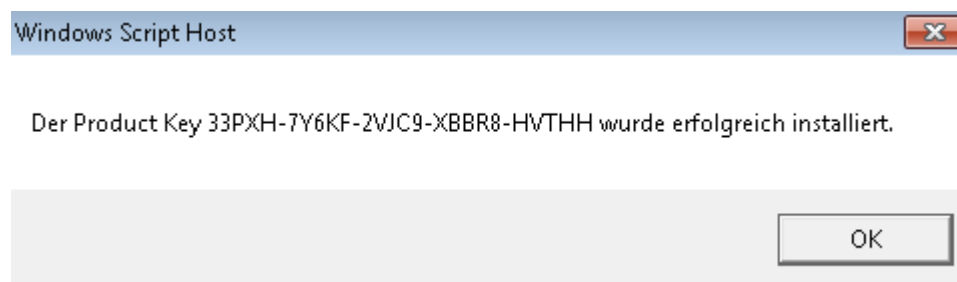 Windows Script Host
Der Product Key 33PXH-7Y6KF-2VJC9-XBBR8-HVTHH wurde erfolgreich installiert.
OK